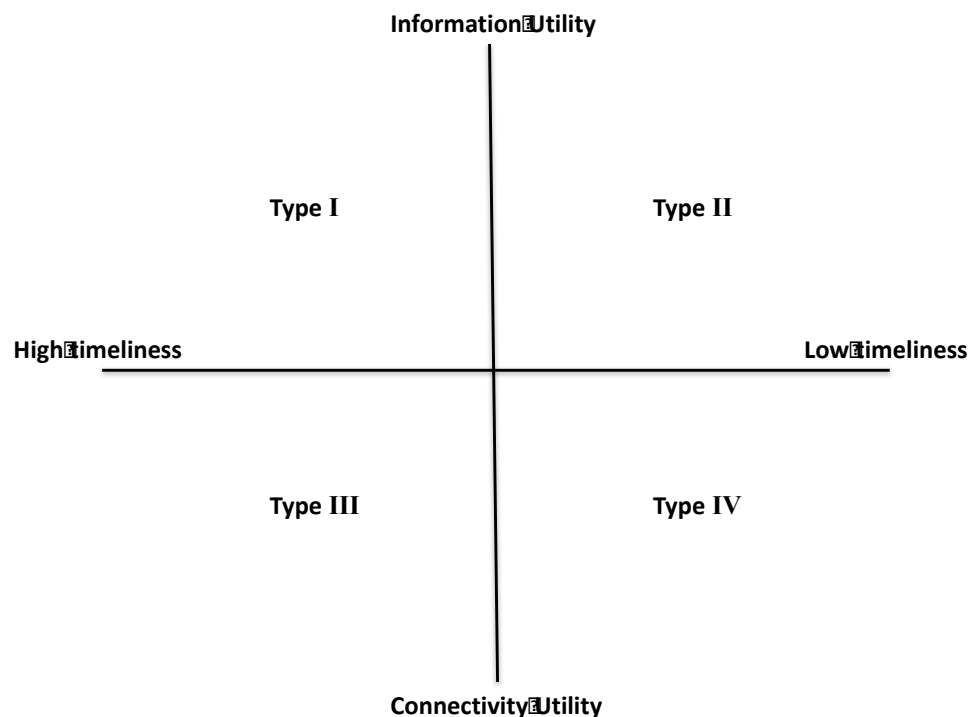 Information Utility
Type I
Type II
High timeliness
Low timeliness
Type III
Type IV
Connectivity Utility